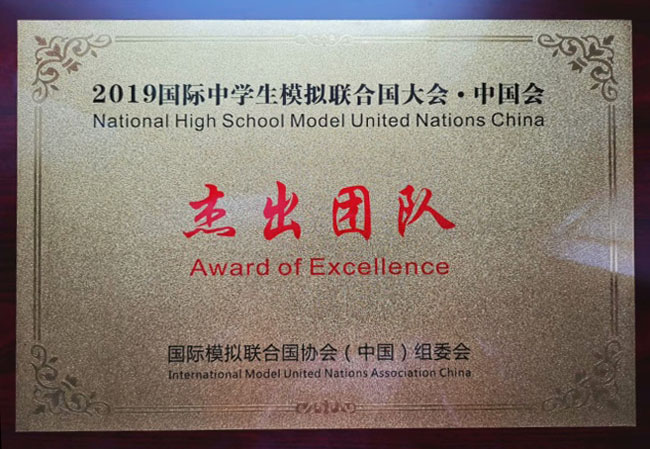 2019国际中学生模拟联合国大会·中国会
National High School Model United Nations China
杰出团队
Award of Excellence
国际模拟联合国协会（中国）组委会
International Model United Nations Association China